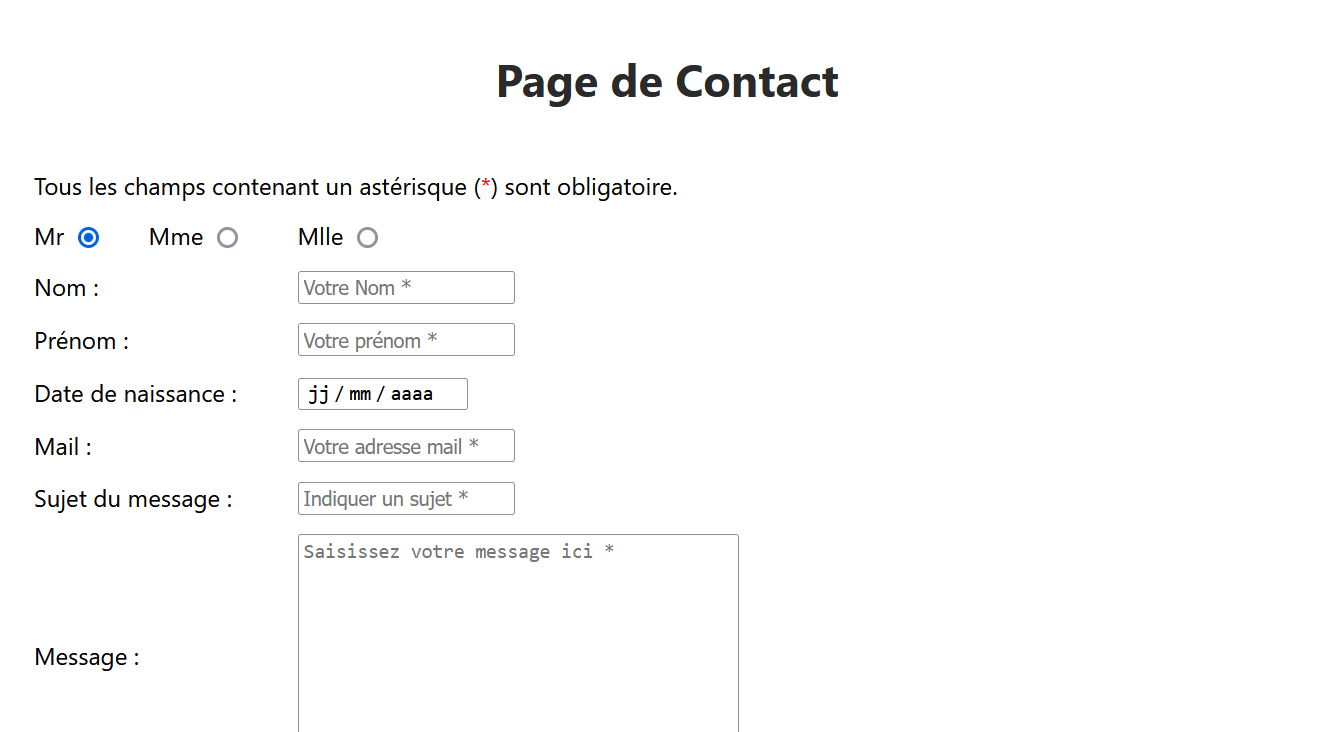 Page de Contact
Tous les champs contenant un astérisque (*) sont obligatoire.
Mr Mme Mlle
Nom : Votre Nom *
Prénom : Votre prénom *
Date de naissance : jj / mm / aaaa
Mail : Votre adresse mail *
Sujet du message : Indiquer un sujet *
Saisissez votre message ici *
Message :